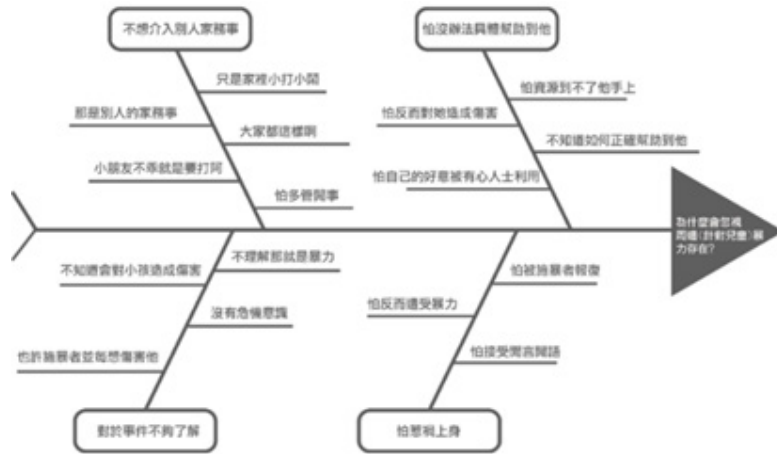 不想介入別人家務事
怕沒辦法具體幫助到他
只是家裡小打小鬧
那是別人的家務事
大家都這樣啊
小朋友不乖就是要打阿
怕多管閒事
怕資源到不了他手上
怕反而對她造成傷害
不知道如何正確幫助到他
怕自己的好意被有心人士利用
為什麼會忽視
周遭(針對兒童)暴
力存在?
不知道會對小孩造成傷害
不理解那就是暴力
沒有危機意識
也許施暴者並每想傷害他
怕被施暴者報復
怕反而遭受暴力
怕接受閒言閒語
對於事件不夠了解
怕惹禍上身